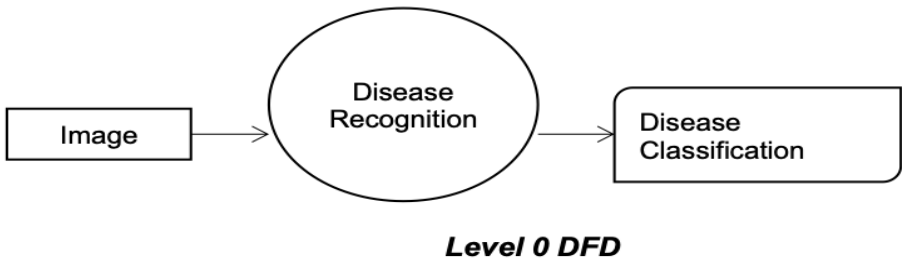 Image
Disease
Recognition
Disease
Classification
Level 0 DFD